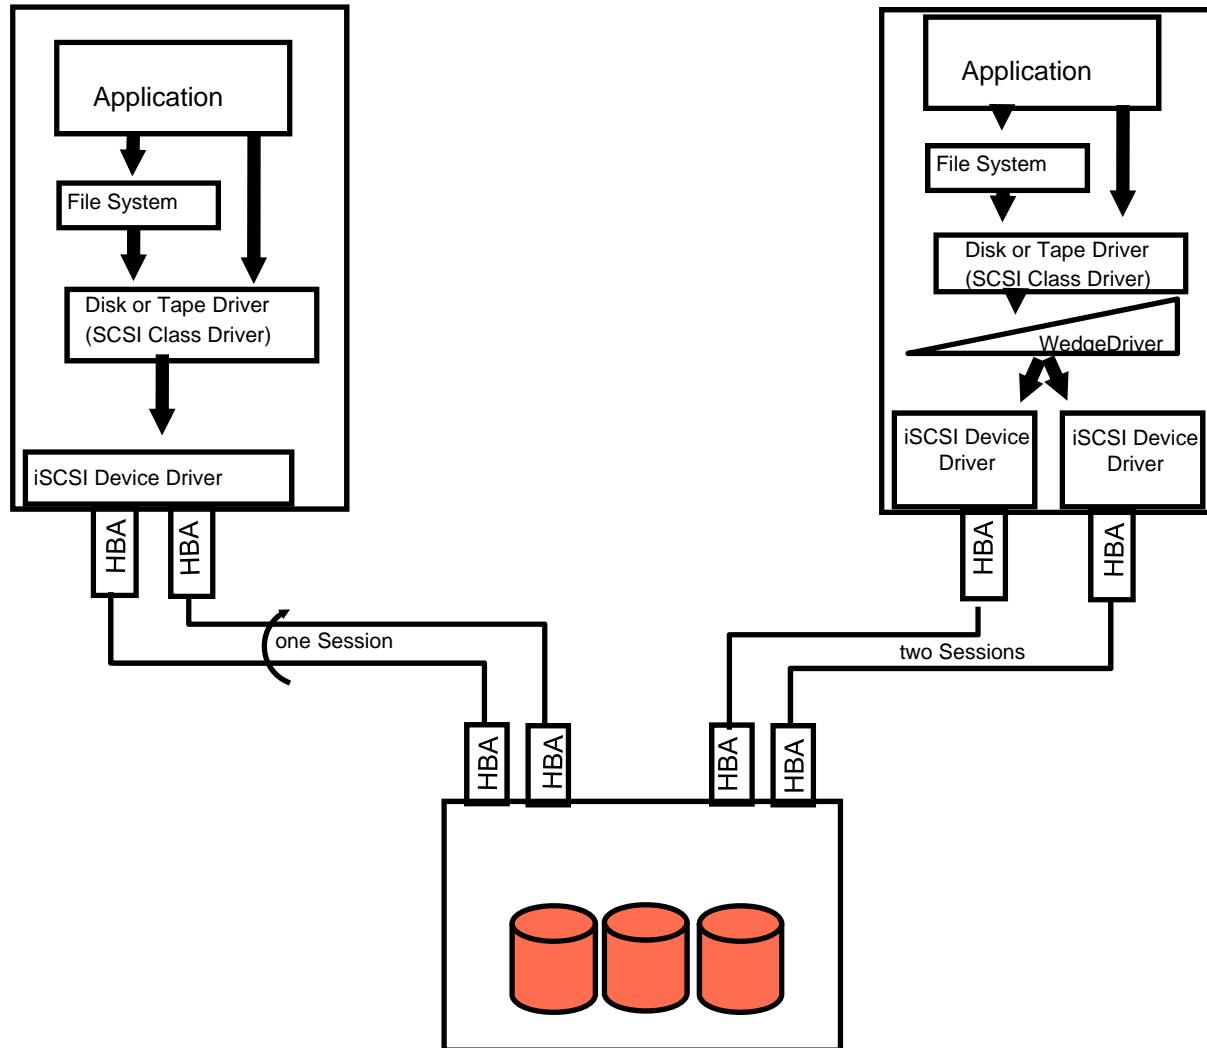 Application
File System
Disk or Tape Driver
(SCSI Class Driver)
iSCSI Device Driver
HBA
HBA
one Session
Application
File System
Disk or Tape Driver
(SCSI Class Driver)
WedgeDriver
iSCSI Device
Driver
iSCSI Device
Driver
HBA
HBA
two Sessions
HBA
HBA
HBA
HBA